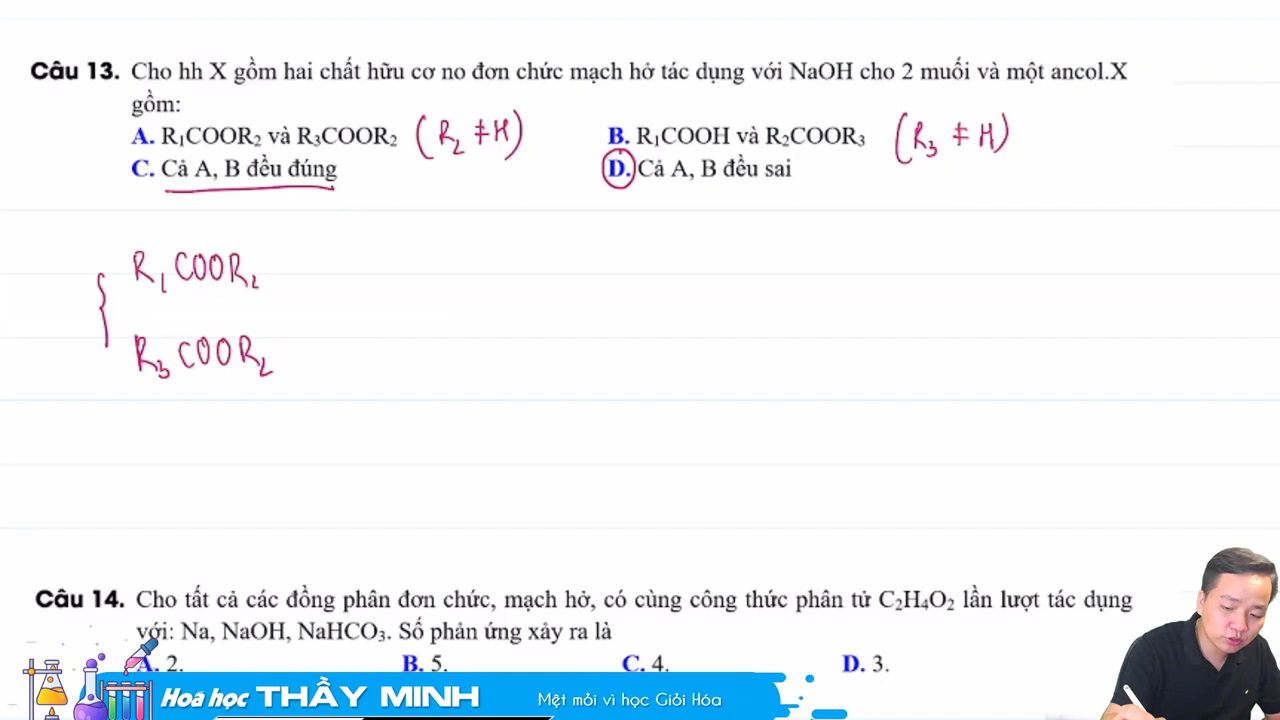 Câu 13. Cho hh X gồm hai chất hữu cơ no đơn chức mạch hở tác dụng với NaOH cho 2 muối và một ancol.X
gồm:
A. R₁COOR₂ và R₃COOR₂ (R₂ ≠ H) B. R₁COOH và R₂COOR₃ (R₃ ≠ H)
C. Cả A, B đều đúng D. Cả A, B đều sai
R₁COOR₂
R₃COOR₂
Câu 14. Cho tất cả các đồng phân đơn chức, mạch hở, có cùng công thức phân tử C₂H₄O₂ lần lượt tác dụng
với: Na, NaOH, NaHCO₃. Số phản ứng xảy ra là
A. 2. B. 5. C. 4. D. 3.
Hoá học THẦY MINH Mệt mỏi vì học Giỏi Hóa